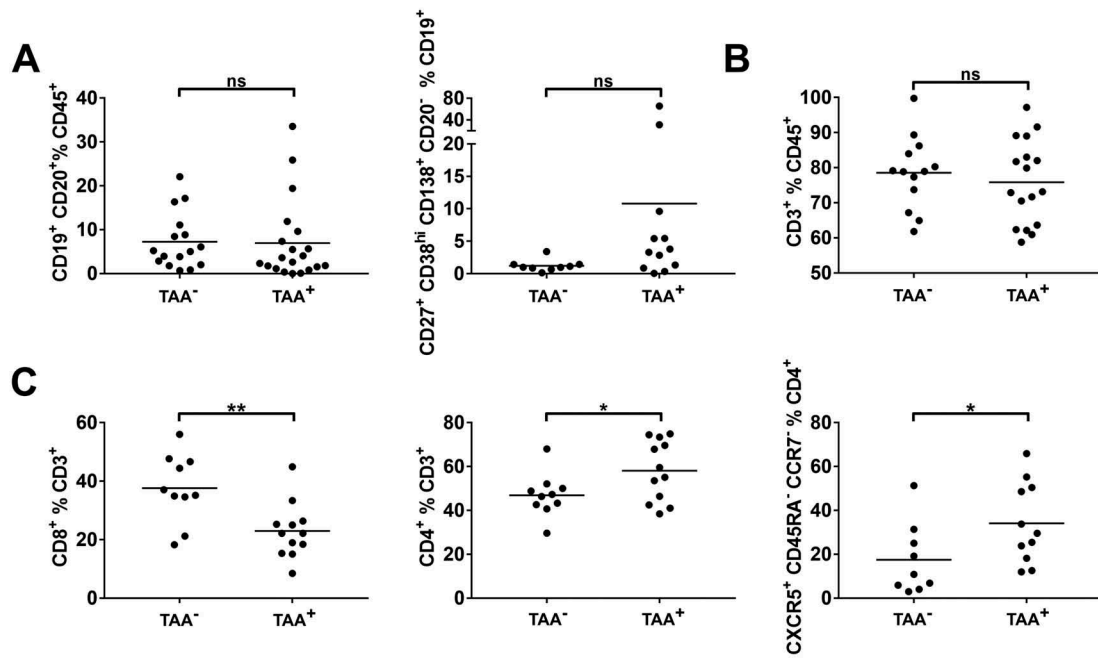 A
CD19⁺ CD20⁺% CD45⁺
ns
40
30
20
10
0
TAA⁻
TAA⁺
CD27⁺ CD38ʰⁱ CD138⁺ CD20⁻ % CD19⁺
ns
80
60
40
20
20
15
10
5
0
TAA⁻
TAA⁺
B
CD3⁺ % CD45⁺
ns
100
90
80
70
60
50
TAA⁻
TAA⁺
C
CD8⁺ % CD3⁺
**
60
40
20
0
TAA⁻
TAA⁺
CD4⁺ % CD3⁺
*
80
60
40
20
0
TAA⁻
TAA⁺
CXCR5⁺ CD45RA⁻ CCR7⁻ % CD4⁺
*
80
60
40
20
0
TAA⁻
TAA⁺